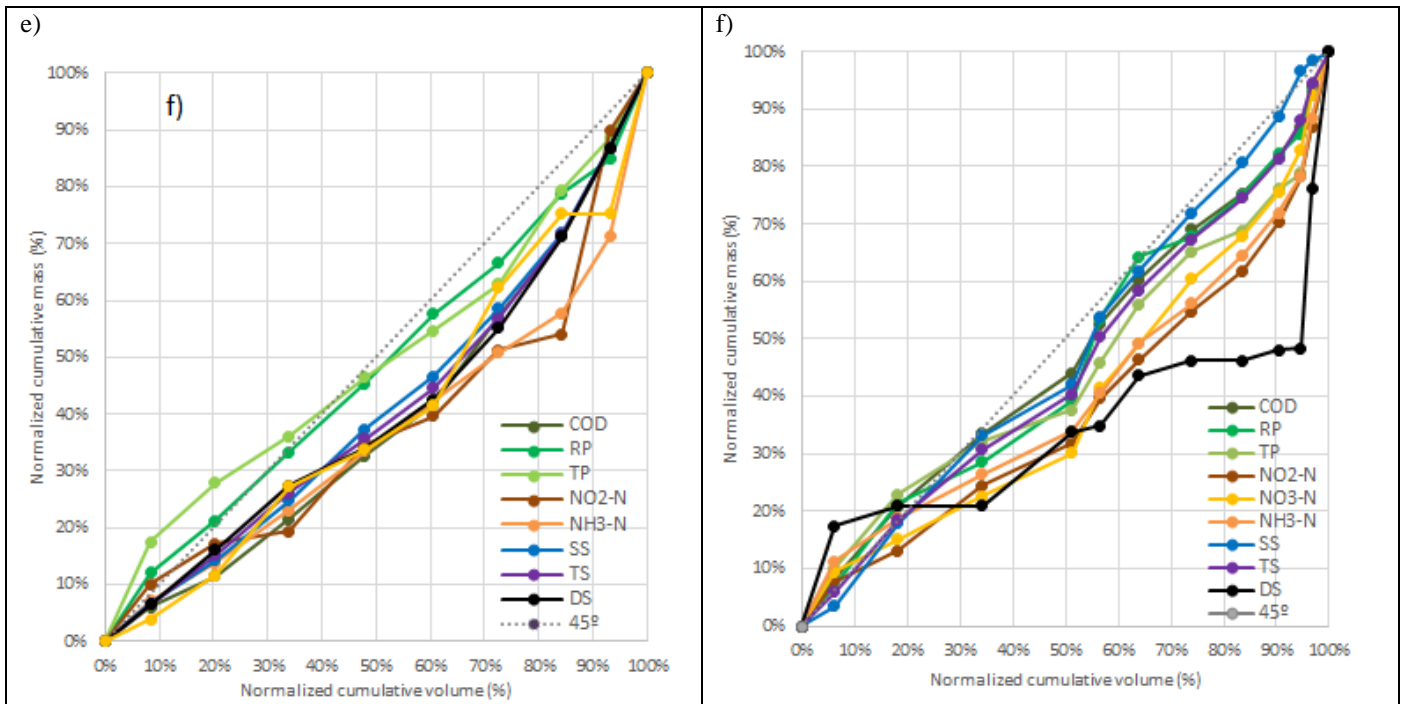 e)
f)
100%
90%
80%
70%
60%
50%
40%
30%
20%
10%
0%
Normalized cumulative mass (%)
f)
COD
RP
TP
NO2-N
NO3-N
NH3-N
SS
TS
DS
45º
0% 10% 20% 30% 40% 50% 60% 70% 80% 90% 100%
Normalized cumulative volume (%)
100%
90%
80%
70%
60%
50%
40%
30%
20%
10%
0%
Normalized cumulative mass (%)
COD
RP
TP
NO2-N
NO3-N
NH3-N
SS
TS
DS
45º
0% 10% 20% 30% 40% 50% 60% 70% 80% 90% 100%
Normalized cumulative volume (%)